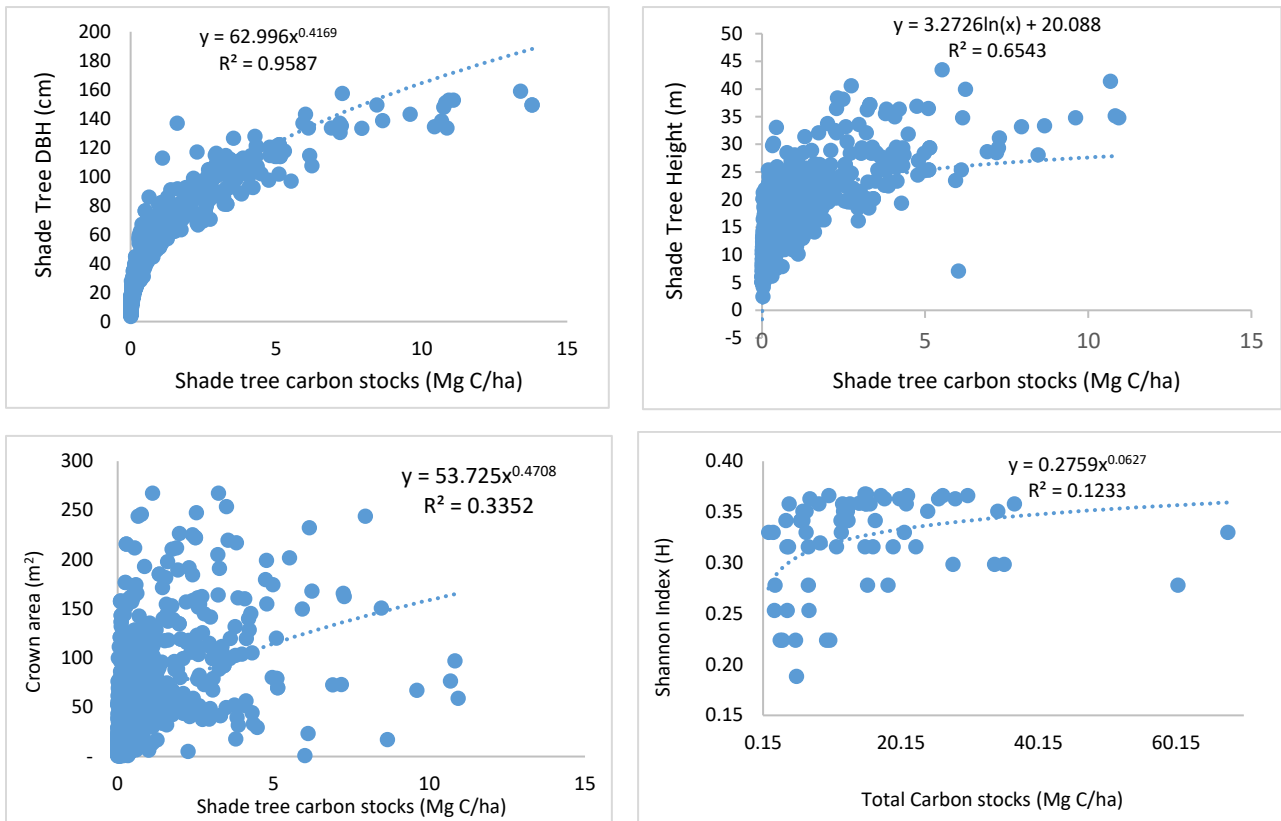 y = 62.996x^0.4169
R² = 0.9587
Shade Tree DBH (cm)
200
180
160
140
120
100
80
60
40
20
0
0 5 10 15
Shade tree carbon stocks (Mg C/ha)
y = 3.2726ln(x) + 20.088
R² = 0.6543
Shade Tree Height (m)
50
45
40
35
30
25
20
15
10
5
0
-5
0 5 10 15
Shade tree carbon stocks (Mg C/ha)
y = 53.725x^0.4708
R² = 0.3352
Crown area (m²)
300
250
200
150
100
50
-
0 5 10 15
Shade tree carbon stocks (Mg C/ha)
y = 0.2759x^0.0627
R² = 0.1233
Shannon Index (H)
0.40
0.35
0.30
0.25
0.20
0.15
0.15 20.15 40.15 60.15
Total Carbon stocks (Mg C/ha)